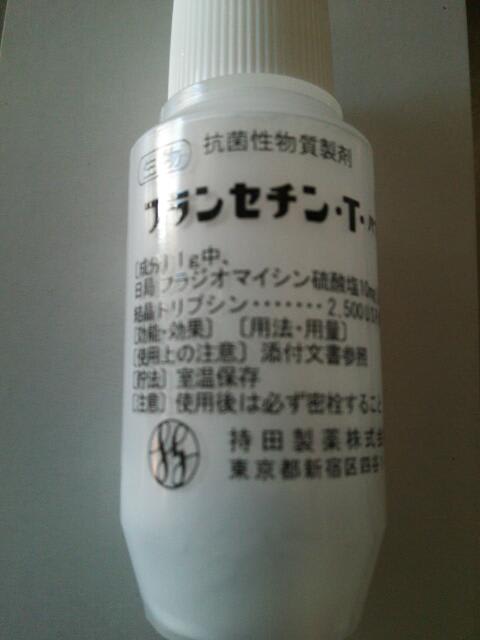 抗菌性物質製剤
フランセチン・T・パ
〔成分〕1g中、
日局フラジオマイシン硫酸塩10mg
結晶トリプシン‥‥‥‥2,500US
〔効能・効果〕 〔用法・用量〕
〔使用上の注意〕添付文書参照
〔貯法〕室温保存
〔注意〕使用後は必ず密栓すること
持田製薬株式会
東京都新宿区四谷